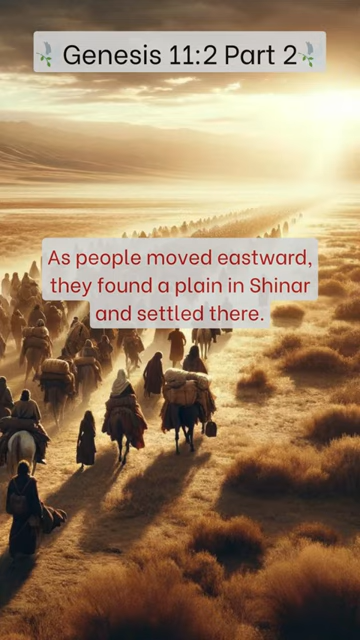 Genesis 11:2 Part 2
As people moved eastward,
they found a plain in Shinar
and settled there.